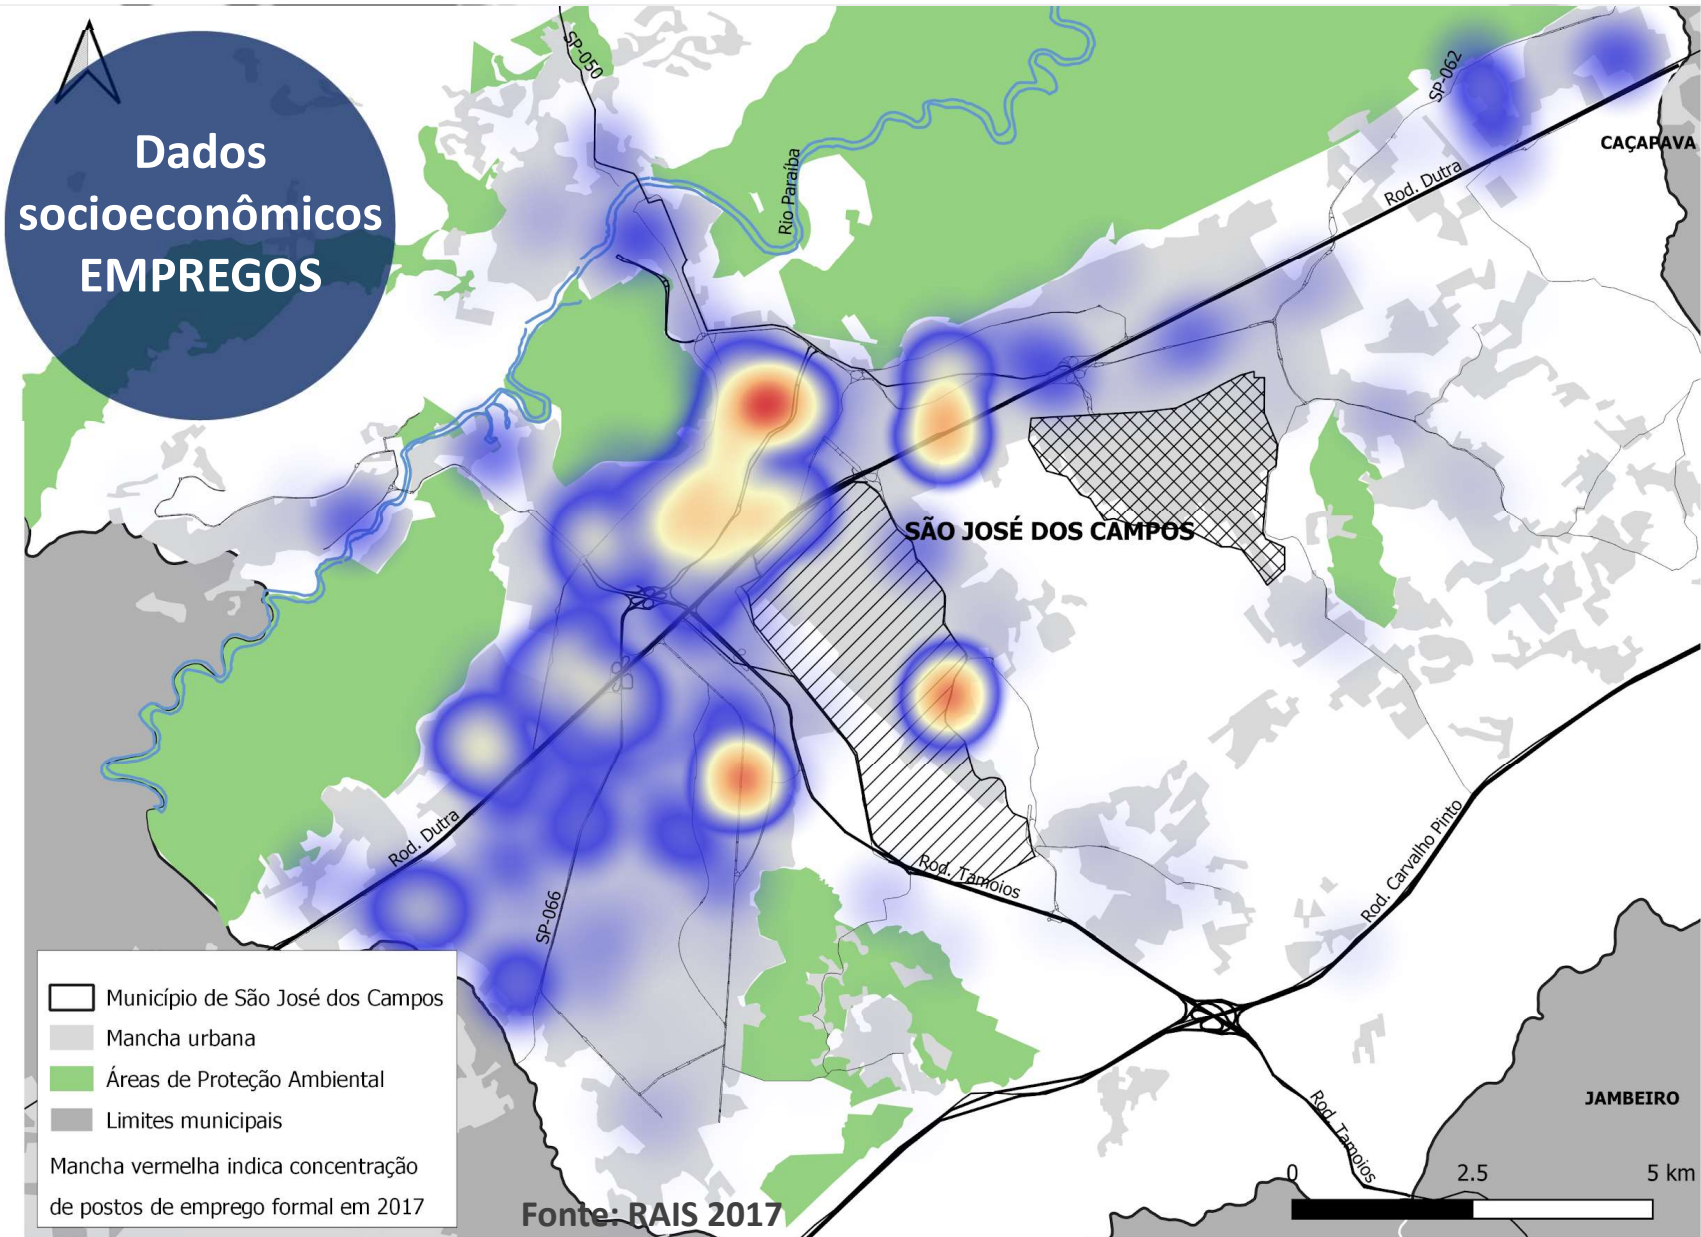 Dados
socioeconômicos
EMPREGOS
SP-050
Rio Paraíba
SP-062
CAÇAPAVA
Rod. Dutra
SÃO JOSÉ DOS CAMPOS
Rod. Dutra
SP-066
Rod. Tamoios
Rod. Carvalho Pinto
Rod. Tamoios
JAMBEIRO
Município de São José dos Campos
Mancha urbana
Áreas de Proteção Ambiental
Limites municipais
Mancha vermelha indica concentração
de postos de emprego formal em 2017
Fonte: RAIS 2017
0 2.5 5 km